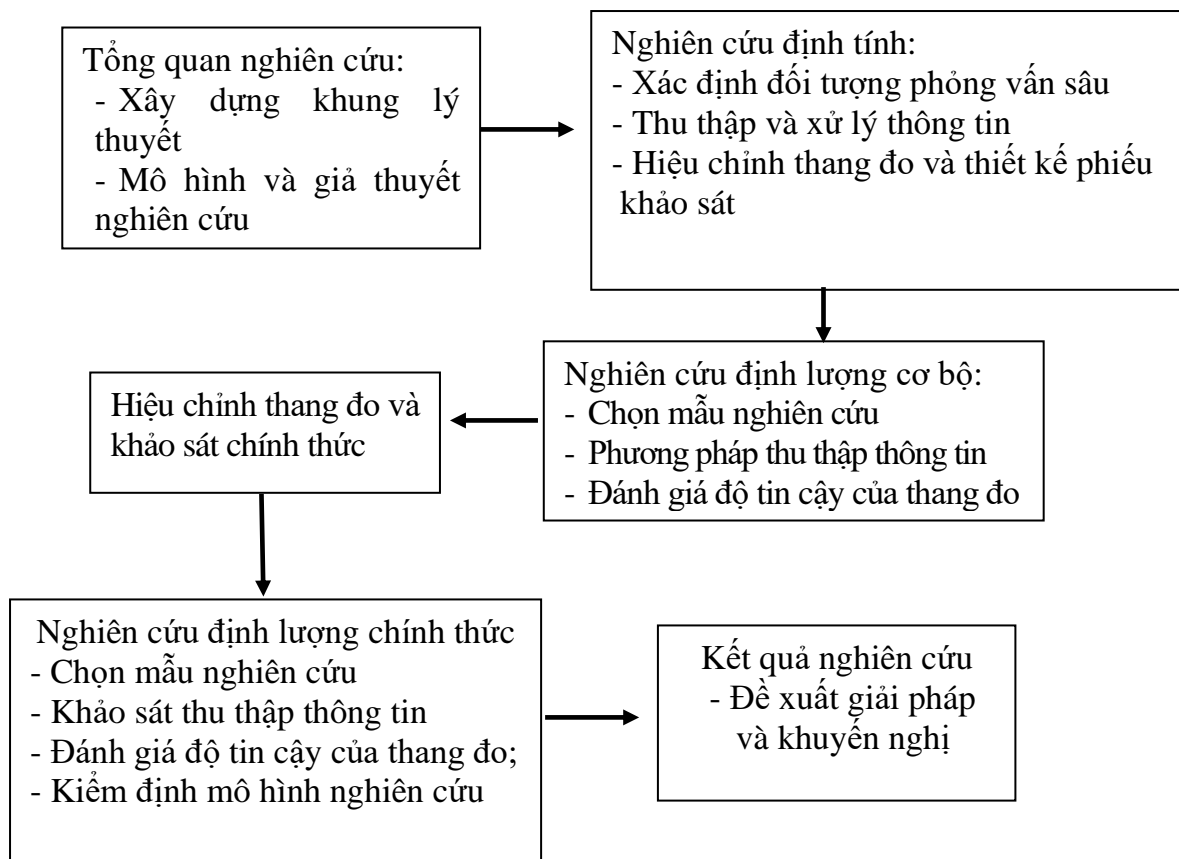 Tổng quan nghiên cứu:
- Xây dựng khung lý
thuyết
- Mô hình và giả thuyết
nghiên cứu
Nghiên cứu định tính:
- Xác định đối tượng phỏng vấn sâu
- Thu thập và xử lý thông tin
- Hiệu chỉnh thang đo và thiết kế phiếu
khảo sát
Nghiên cứu định lượng cơ bộ:
- Chọn mẫu nghiên cứu
- Phương pháp thu thập thông tin
- Đánh giá độ tin cậy của thang đo
Hiệu chỉnh thang đo và
khảo sát chính thức
Nghiên cứu định lượng chính thức
- Chọn mẫu nghiên cứu
- Khảo sát thu thập thông tin
- Đánh giá độ tin cậy của thang đo;
- Kiểm định mô hình nghiên cứu
Kết quả nghiên cứu
- Đề xuất giải pháp
và khuyến nghị